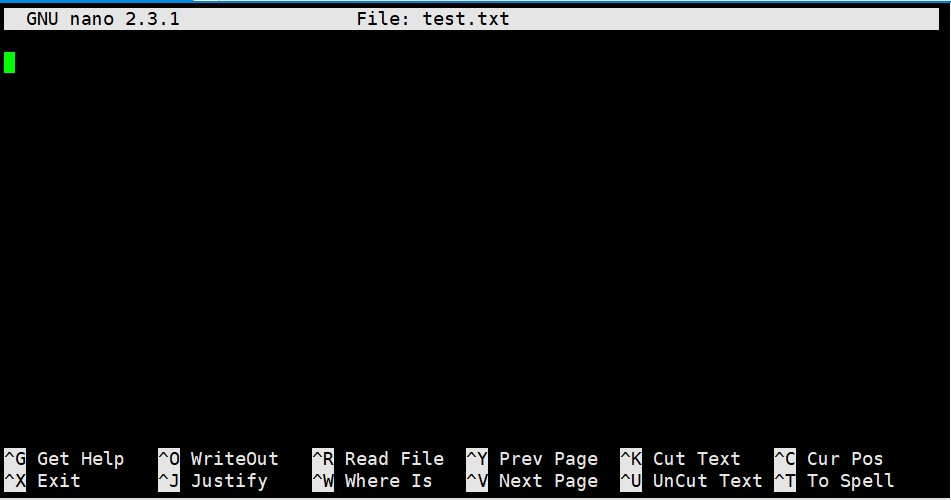 GNU nano 2.3.1 File: test.txt
^G Get Help ^O WriteOut ^R Read File ^Y Prev Page ^K Cut Text ^C Cur Pos
^X Exit ^J Justify ^W Where Is ^V Next Page ^U UnCut Text ^T To Spell